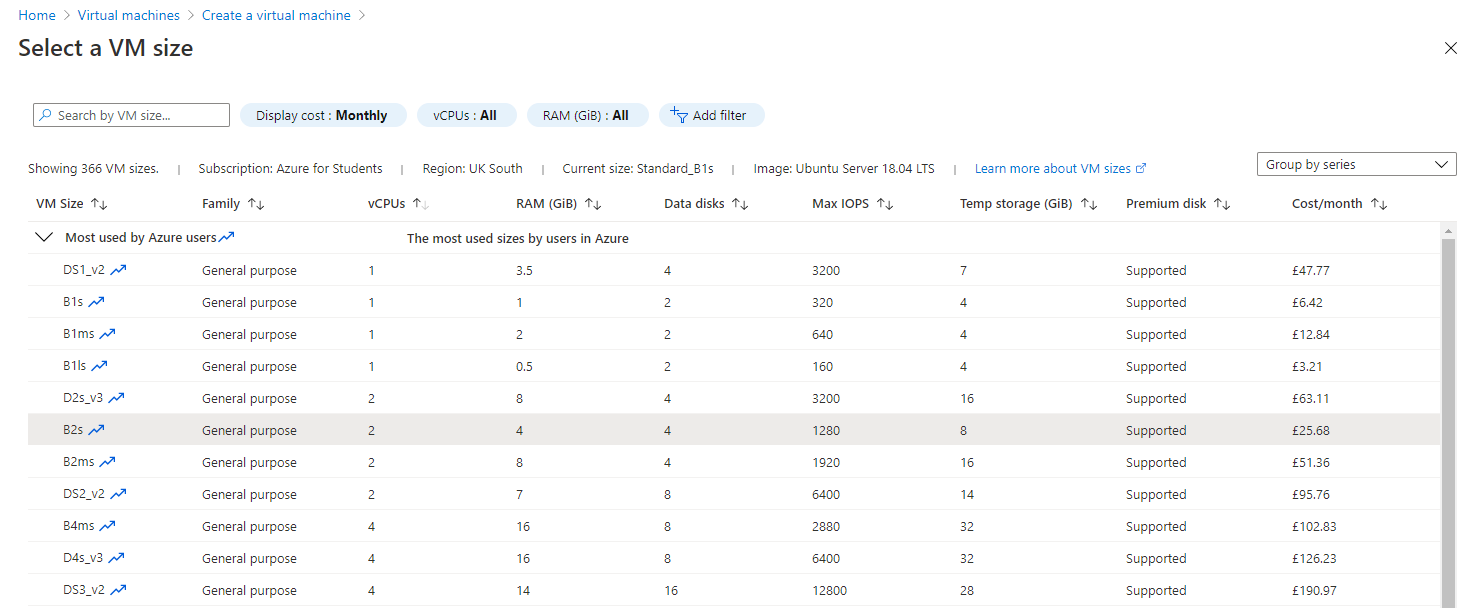 Home > Virtual machines > Create a virtual machine >
Select a VM size
Search by VM size... Display cost : Monthly vCPUs : All RAM (GiB) : All Add filter
Showing 366 VM sizes. | Subscription: Azure for Students | Region: UK South | Current size: Standard_B1s | Image: Ubuntu Server 18.04 LTS | Learn more about VM sizes Group by series
VM Size Family vCPUs RAM (GiB) Data disks Max IOPS Temp storage (GiB) Premium disk Cost/month
Most used by Azure users The most used sizes by users in Azure
DS1_v2 General purpose 1 3.5 4 3200 7 Supported £47.77
B1s General purpose 1 1 2 320 4 Supported £6.42
B1ms General purpose 1 2 2 640 4 Supported £12.84
B1ls General purpose 1 0.5 2 160 4 Supported £3.21
D2s_v3 General purpose 2 8 4 3200 16 Supported £63.11
B2s General purpose 2 4 4 1280 8 Supported £25.68
B2ms General purpose 2 8 4 1920 16 Supported £51.36
DS2_v2 General purpose 2 7 8 6400 14 Supported £95.76
B4ms General purpose 4 16 8 2880 32 Supported £102.83
D4s_v3 General purpose 4 16 8 6400 32 Supported £126.23
DS3_v2 General purpose 4 14 16 12800 28 Supported £190.97